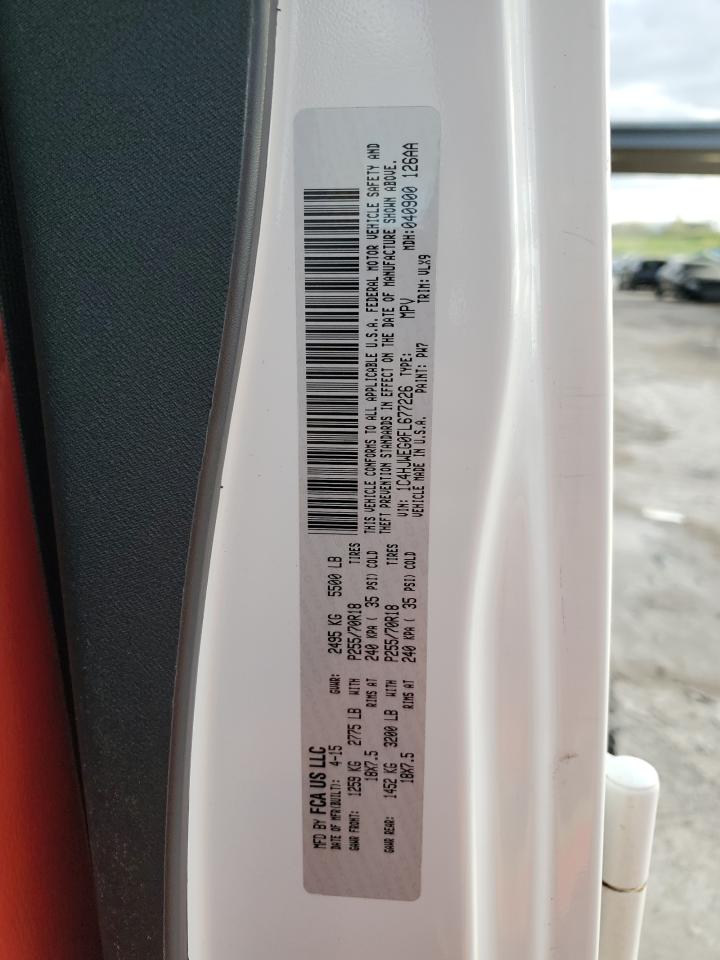 MFD BY FCA US LLC
DATE OF MFR(BUILT): 4-15 GVWR: 2495 KG 5500 LB
GAWR FRONT: 1259 KG 2775 LB WITH P255/70R18 TIRES
18X7.5 RIMS AT 240 KPA ( 35 PSI) COLD
GAWR REAR: 1452 KG 3200 LB WITH P255/70R18 TIRES
18X7.5 RIMS AT 240 KPA ( 35 PSI) COLD
THIS VEHICLE CONFORMS TO ALL APPLICABLE U.S.A. FEDERAL MOTOR VEHICLE SAFETY AND
THEFT PREVENTION STANDARDS IN EFFECT ON THE DATE OF MANUFACTURE SHOWN ABOVE.
VIN: 1C4HJWEG0FL677226 TYPE: MPV MDH:040900 126AA
VEHICLE MADE IN U.S.A. PAINT: PW7 TRIM: VLX9